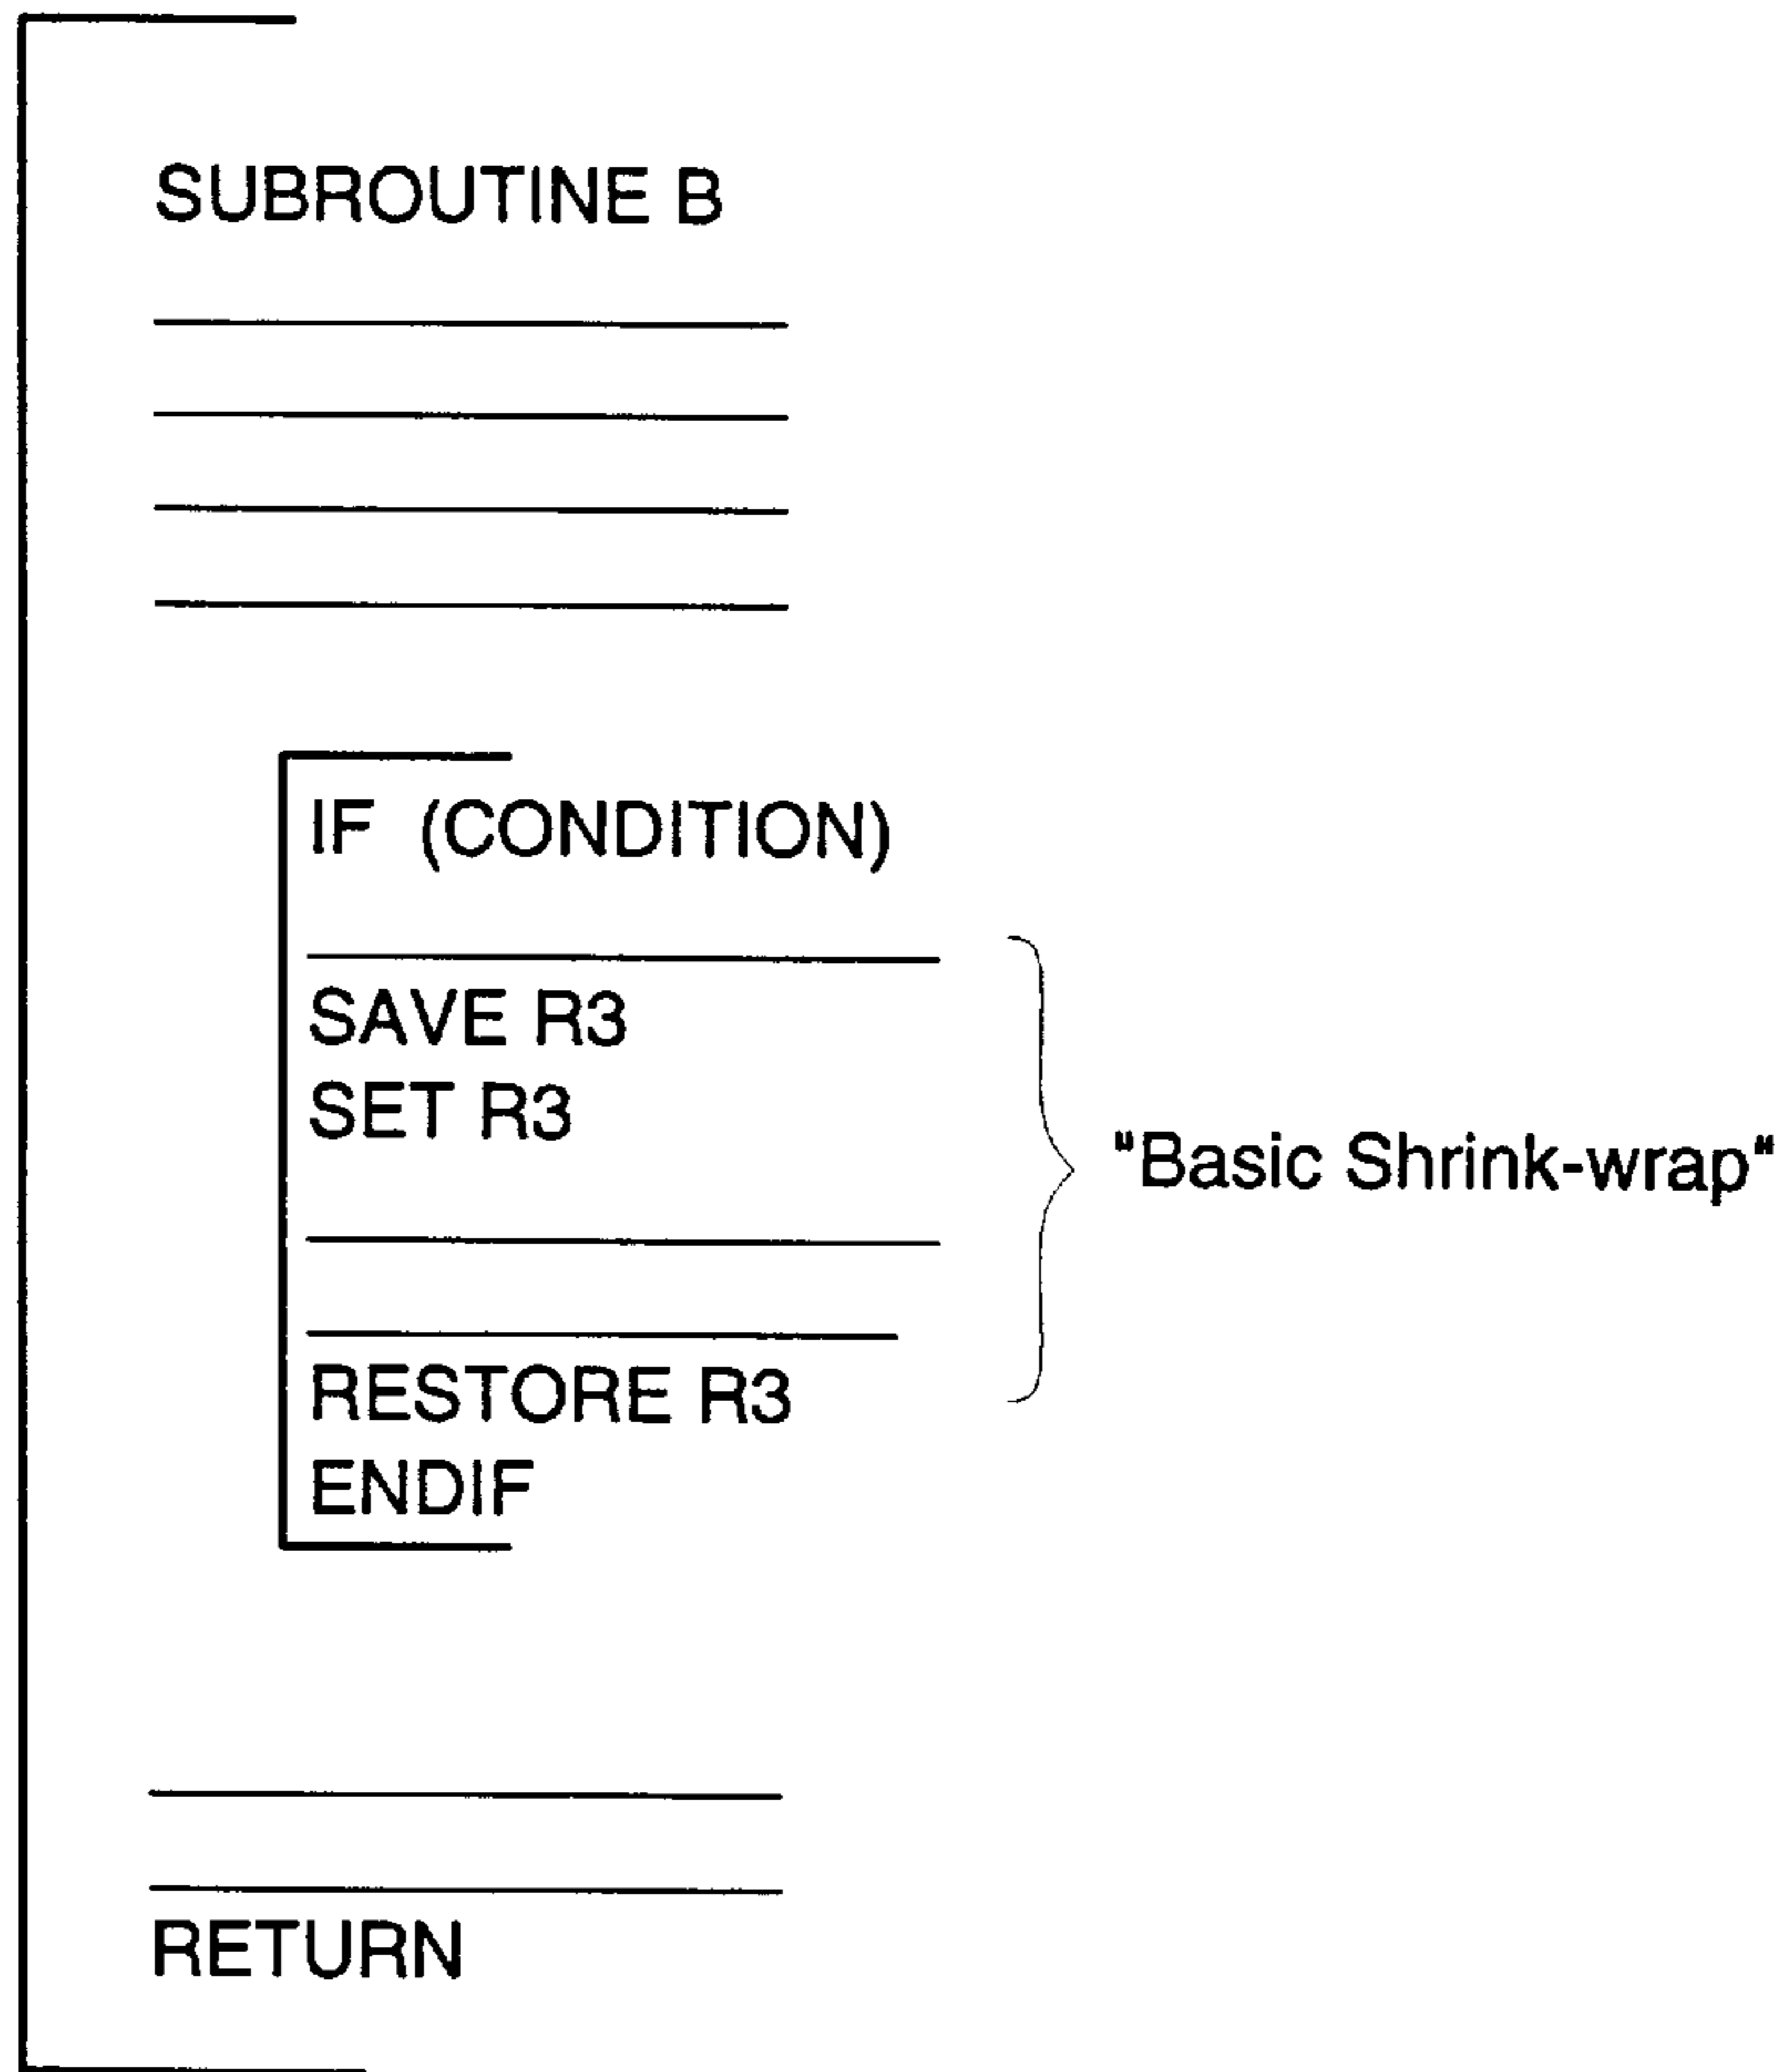 SUBROUTINE B
IF (CONDITION)
SAVE R3
SET R3
"Basic Shrink-wrap"
RESTORE R3
ENDIF
RETURN